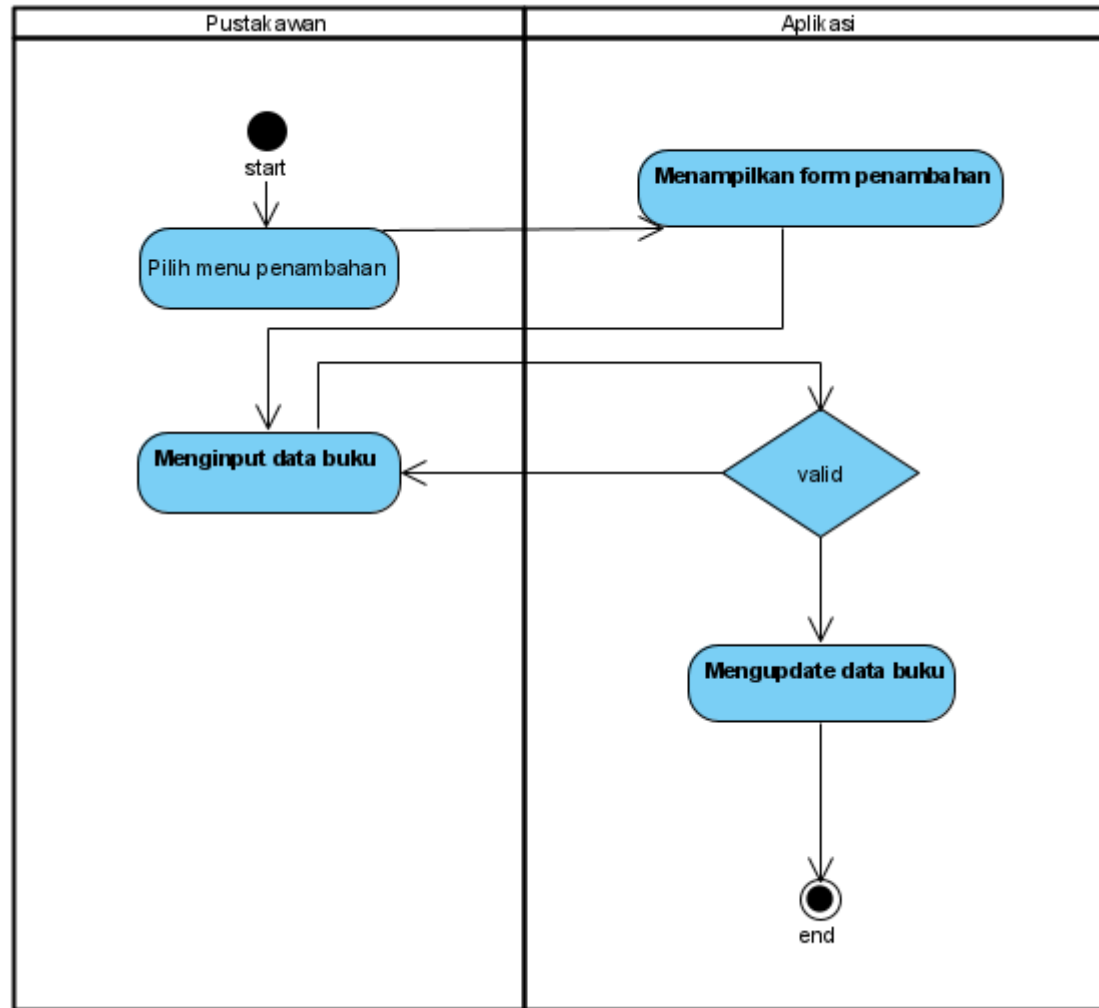 Pustakawan
Aplikasi
start
Menampilkan form penambahan
Pilih menu penambahan
Menginput data buku
valid
Mengupdate data buku
end